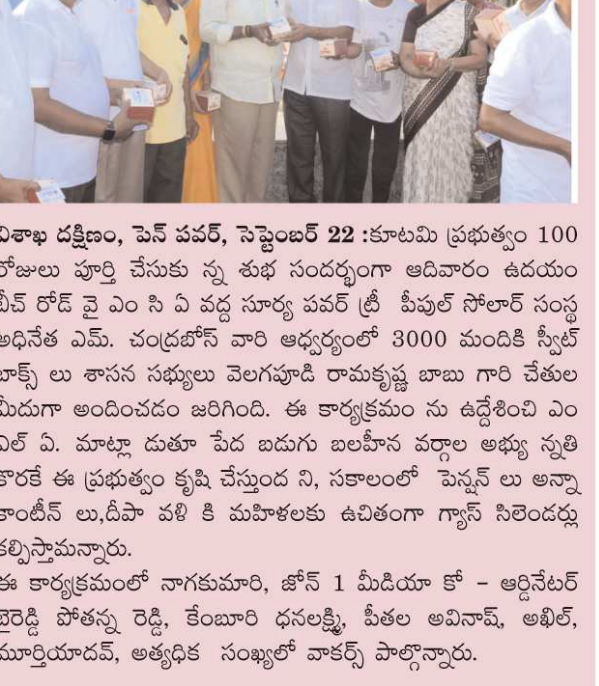 విశాఖ దక్షిణం, పెన్ పవర్, సెప్టెంబర్ 22 :కూటమి ప్రభుత్వం 100
రోజులు పూర్తి చేసుకు న్న శుభ సందర్భంగా ఆదివారం ఉదయం
బీచ్ రోడ్ వై ఎం సి ఏ వద్ద సూర్య పవర్ ట్రీ పీపుల్ సోలార్ సంస్థ
అధినేత ఎమ్. చంద్రబోస్ వారి ఆధ్వర్యంలో 3000 మందికి స్వీట్
బాక్స్ లు శాసన సభ్యులు వెలగపూడి రామకృష్ణ బాబు గారి చేతుల
మీదుగా అందించడం జరిగింది. ఈ కార్యక్రమం ను ఉద్దేశించి ఎం
ఎల్ ఏ. మాట్లా డుతూ పేద బడుగు బలహీన వర్గాల అభ్యు న్నతి
కొరకే ఈ ప్రభుత్వం కృషి చేస్తుంద ని, సకాలంలో పెన్షన్ లు అన్నా
కాంటీన్ లు,దీపా వళి కి మహిళలకు ఉచితంగా గ్యాస్ సిలెండర్లు
కల్పిస్తామన్నారు.
ఈ కార్యక్రమంలో నాగకుమారి, జోన్ 1 మీడియా కో - ఆర్డినేటర్
బైరెడ్డి పోతన్న రెడ్డి, కేంబూరి ధనలక్ష్మి, పీతల అవినాష్, అఖిల్,
మూర్తియాదవ్, అత్యధిక సంఖ్యలో వాకర్స్ పాల్గొన్నారు.